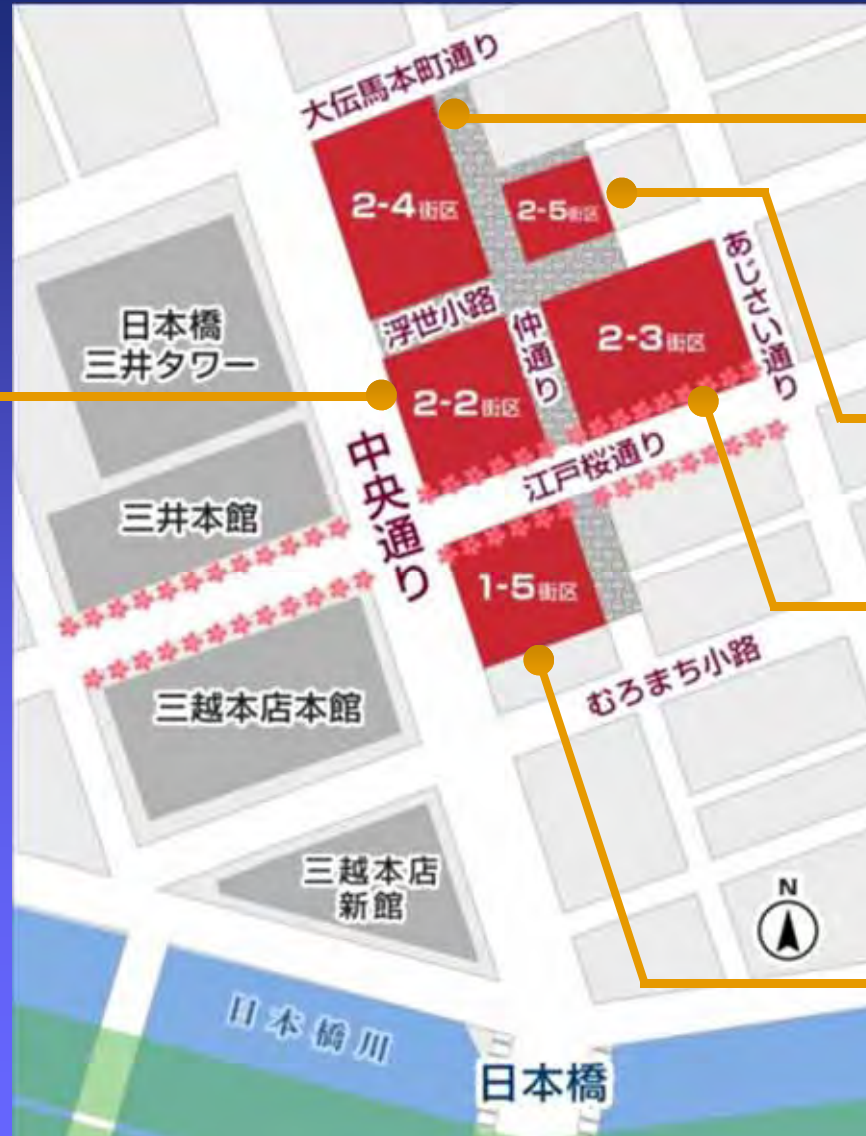 大伝馬本町通り
2-4街区
2-5街区
あじさい通り
日本橋
三井タワー
浮世小路
仲通り
2-3街区
2-2街区
中央通り
江戸桜通り
三井本館
1-5街区
むろまち小路
三越本店本館
三越本店
新館
N
日本橋川
日本橋